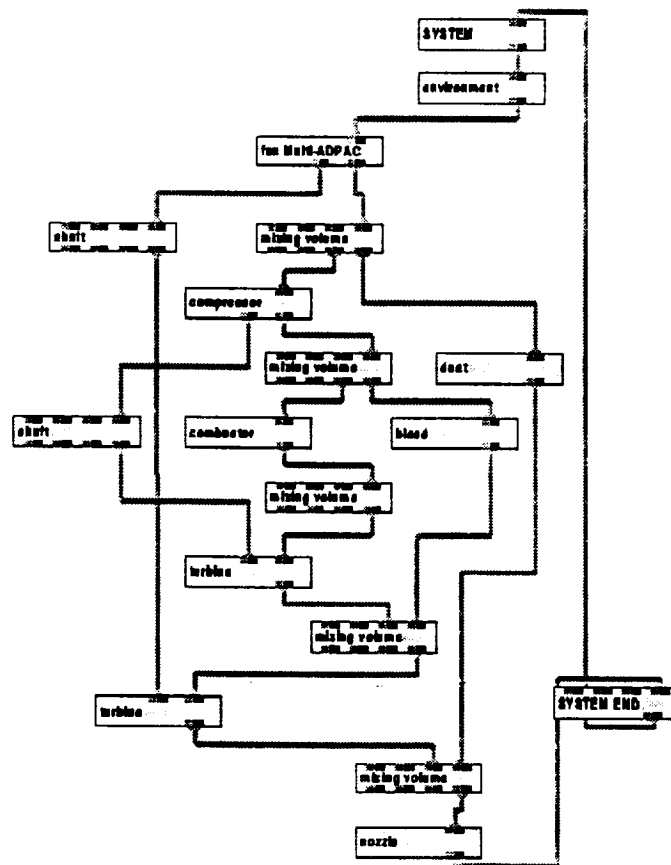 SYSTEM
environment
fan Multi-ADPAC
shaft
mixing volume
compressor
mixing volume
duct
shaft
combustor
bleed
mixing volume
turbine
mixing volume
turbine
SYSTEM END
mixing volume
nozzle